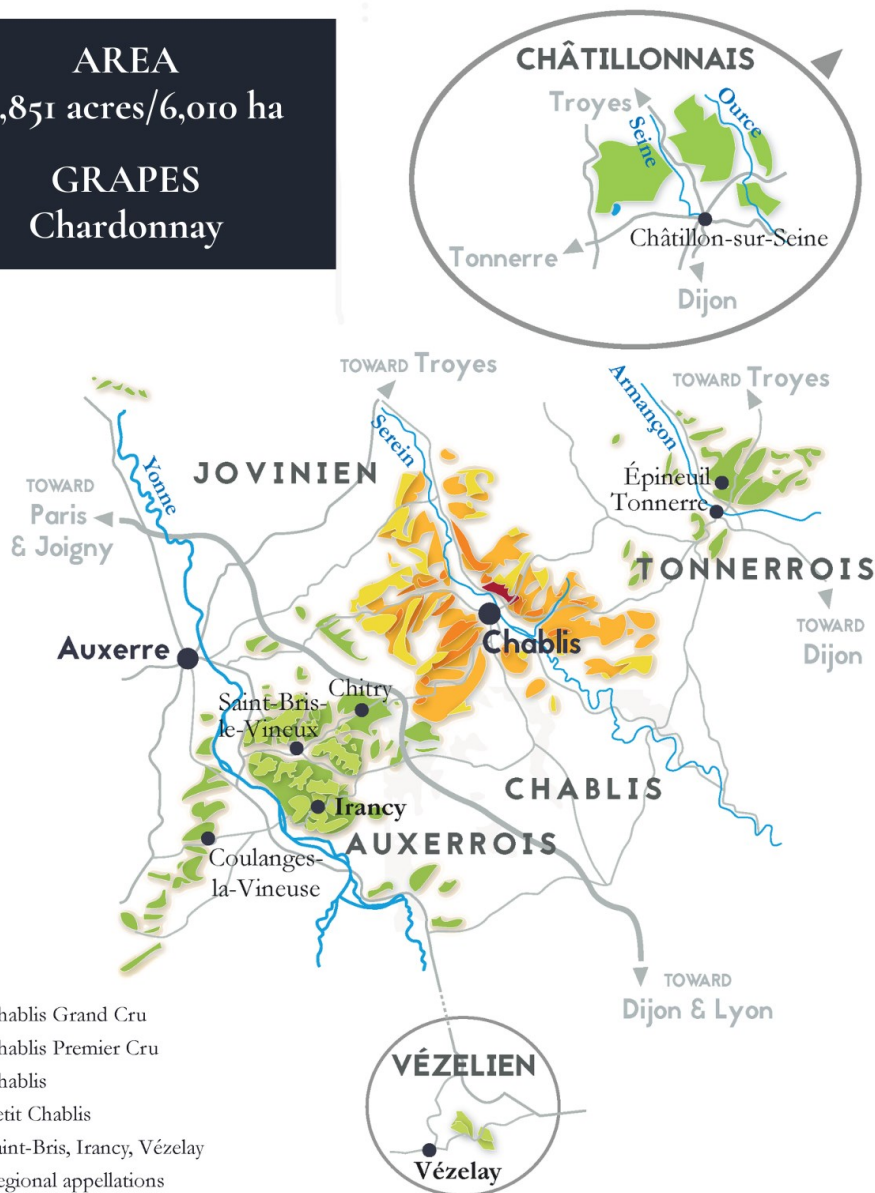 AREA
,851 acres/6,010 ha
GRAPES
Chardonnay
CHÂTILLONNAIS
Troyes
Seine
Ource
Châtillon-sur-Seine
Tonnerre
Dijon
TOWARD Troyes
Serein
Armançon
TOWARD Troyes
Yonne
JOVINIEN
Épineuil
Tonnerre
TOWARD
Paris
& Joigny
TONNERROIS
Chablis
TOWARD
Dijon
Auxerre
Chitry
Saint-Bris-
le-Vineux
CHABLIS
Irancy
AUXERROIS
Coulanges-
la-Vineuse
TOWARD
Dijon & Lyon
hablis Grand Cru
hablis Premier Cru
hablis
etit Chablis
aint-Bris, Irancy, Vézelay
egional appellations
VÉZELIEN
Vézelay